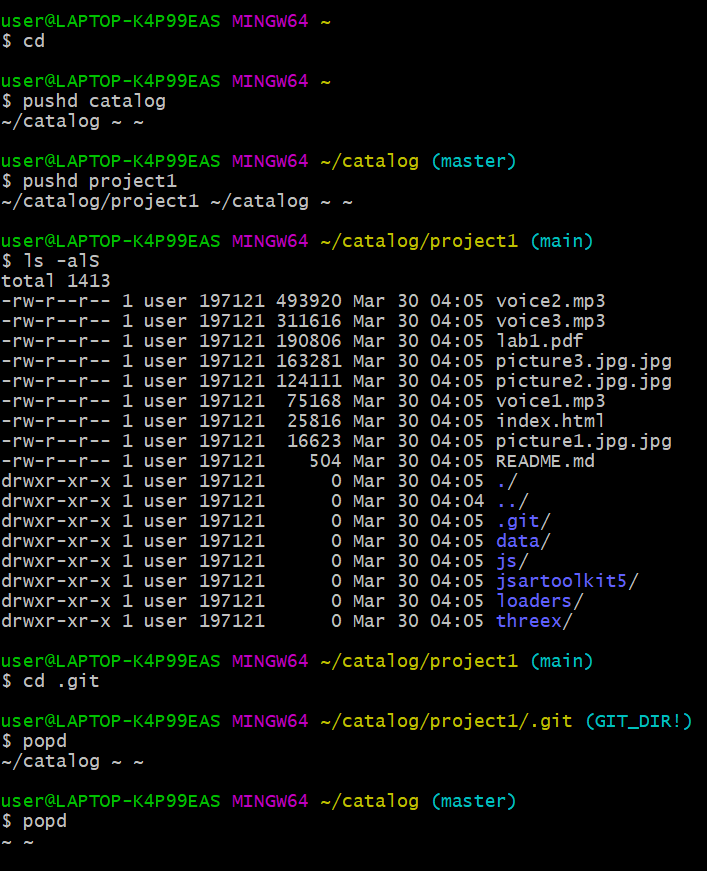 user@LAPTOP-K4P99EAS MINGW64 ~
$ cd
user@LAPTOP-K4P99EAS MINGW64 ~
$ pushd catalog
~/catalog ~ ~
user@LAPTOP-K4P99EAS MINGW64 ~/catalog (master)
$ pushd project1
~/catalog/project1 ~/catalog ~ ~
user@LAPTOP-K4P99EAS MINGW64 ~/catalog/project1 (main)
$ ls -alS
total 1413
-rw-r--r-- 1 user 197121 493920 Mar 30 04:05 voice2.mp3
-rw-r--r-- 1 user 197121 311616 Mar 30 04:05 voice3.mp3
-rw-r--r-- 1 user 197121 190806 Mar 30 04:05 lab1.pdf
-rw-r--r-- 1 user 197121 163281 Mar 30 04:05 picture3.jpg.jpg
-rw-r--r-- 1 user 197121 124111 Mar 30 04:05 picture2.jpg.jpg
-rw-r--r-- 1 user 197121  75168 Mar 30 04:05 voice1.mp3
-rw-r--r-- 1 user 197121  25816 Mar 30 04:05 index.html
-rw-r--r-- 1 user 197121  16623 Mar 30 04:05 picture1.jpg.jpg
-rw-r--r-- 1 user 197121    504 Mar 30 04:05 README.md
drwxr-xr-x 1 user 197121      0 Mar 30 04:05 ./
drwxr-xr-x 1 user 197121      0 Mar 30 04:04 ../
drwxr-xr-x 1 user 197121      0 Mar 30 04:05 .git/
drwxr-xr-x 1 user 197121      0 Mar 30 04:05 data/
drwxr-xr-x 1 user 197121      0 Mar 30 04:05 js/
drwxr-xr-x 1 user 197121      0 Mar 30 04:05 jsartoolkit5/
drwxr-xr-x 1 user 197121      0 Mar 30 04:05 loaders/
drwxr-xr-x 1 user 197121      0 Mar 30 04:05 threex/
user@LAPTOP-K4P99EAS MINGW64 ~/catalog/project1 (main)
$ cd .git
user@LAPTOP-K4P99EAS MINGW64 ~/catalog/project1/.git (GIT_DIR!)
$ popd
~/catalog ~ ~
user@LAPTOP-K4P99EAS MINGW64 ~/catalog (master)
$ popd
~ ~